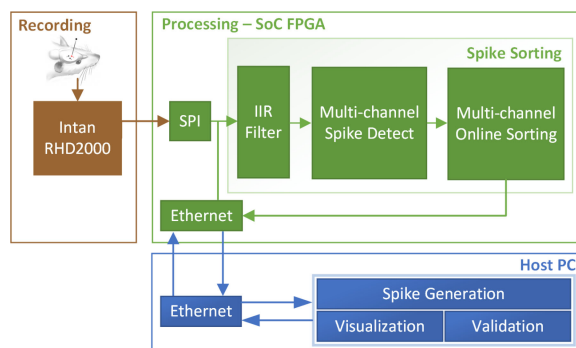 Recording
Intan
RHD2000
Processing – SoC FPGA
Spike Sorting
SPI
IIR
Filter
Multi-channel
Spike Detect
Multi-channel
Online Sorting
Ethernet
Host PC
Ethernet
Spike Generation
Visualization
Validation